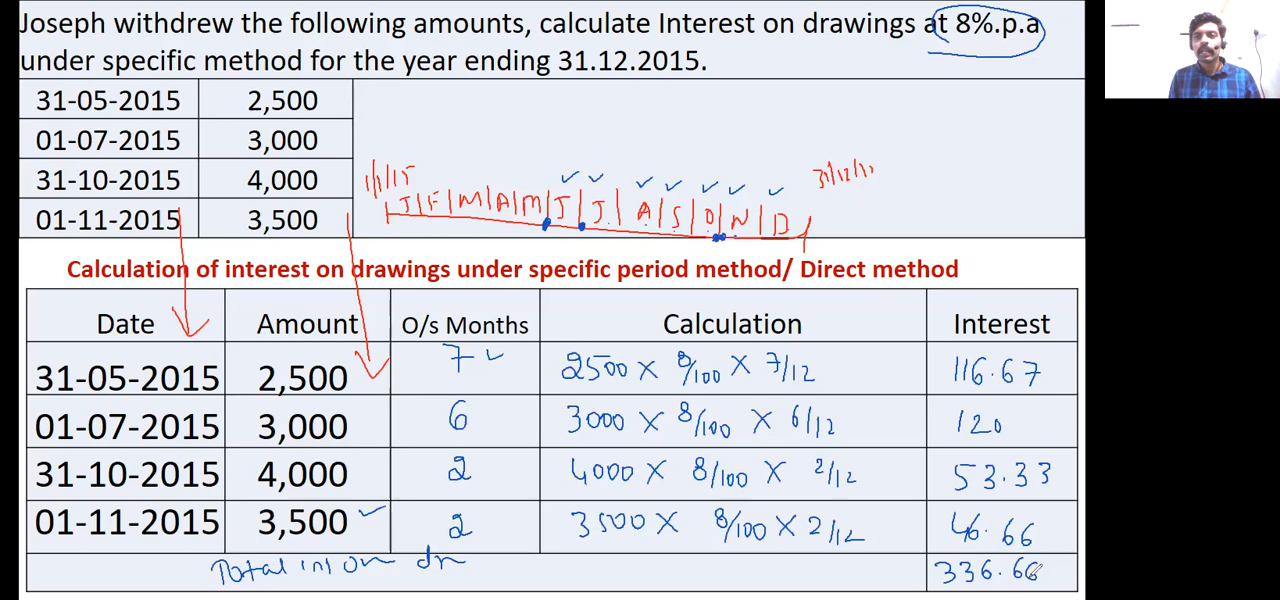 Joseph withdrew the following amounts, calculate Interest on drawings at 8%.p.a
under specific method for the year ending 31.12.2015.
31-05-2015 2,500
01-07-2015 3,000
31-10-2015 4,000
01-11-2015 3,500
1/1/15 31/12/15
J F M A M J J A S O N D
Calculation of interest on drawings under specific period method/ Direct method
Date Amount O/s Months Calculation Interest
31-05-2015 2,500 7 2500 X 8/100 X 7/12 116.67
01-07-2015 3,000 6 3000 X 8/100 X 6/12 120
31-10-2015 4,000 2 4000 X 8/100 X 2/12 53.33
01-11-2015 3,500 2 3500 X 8/100 X 2/12 46.66
Total int on dr 336.66